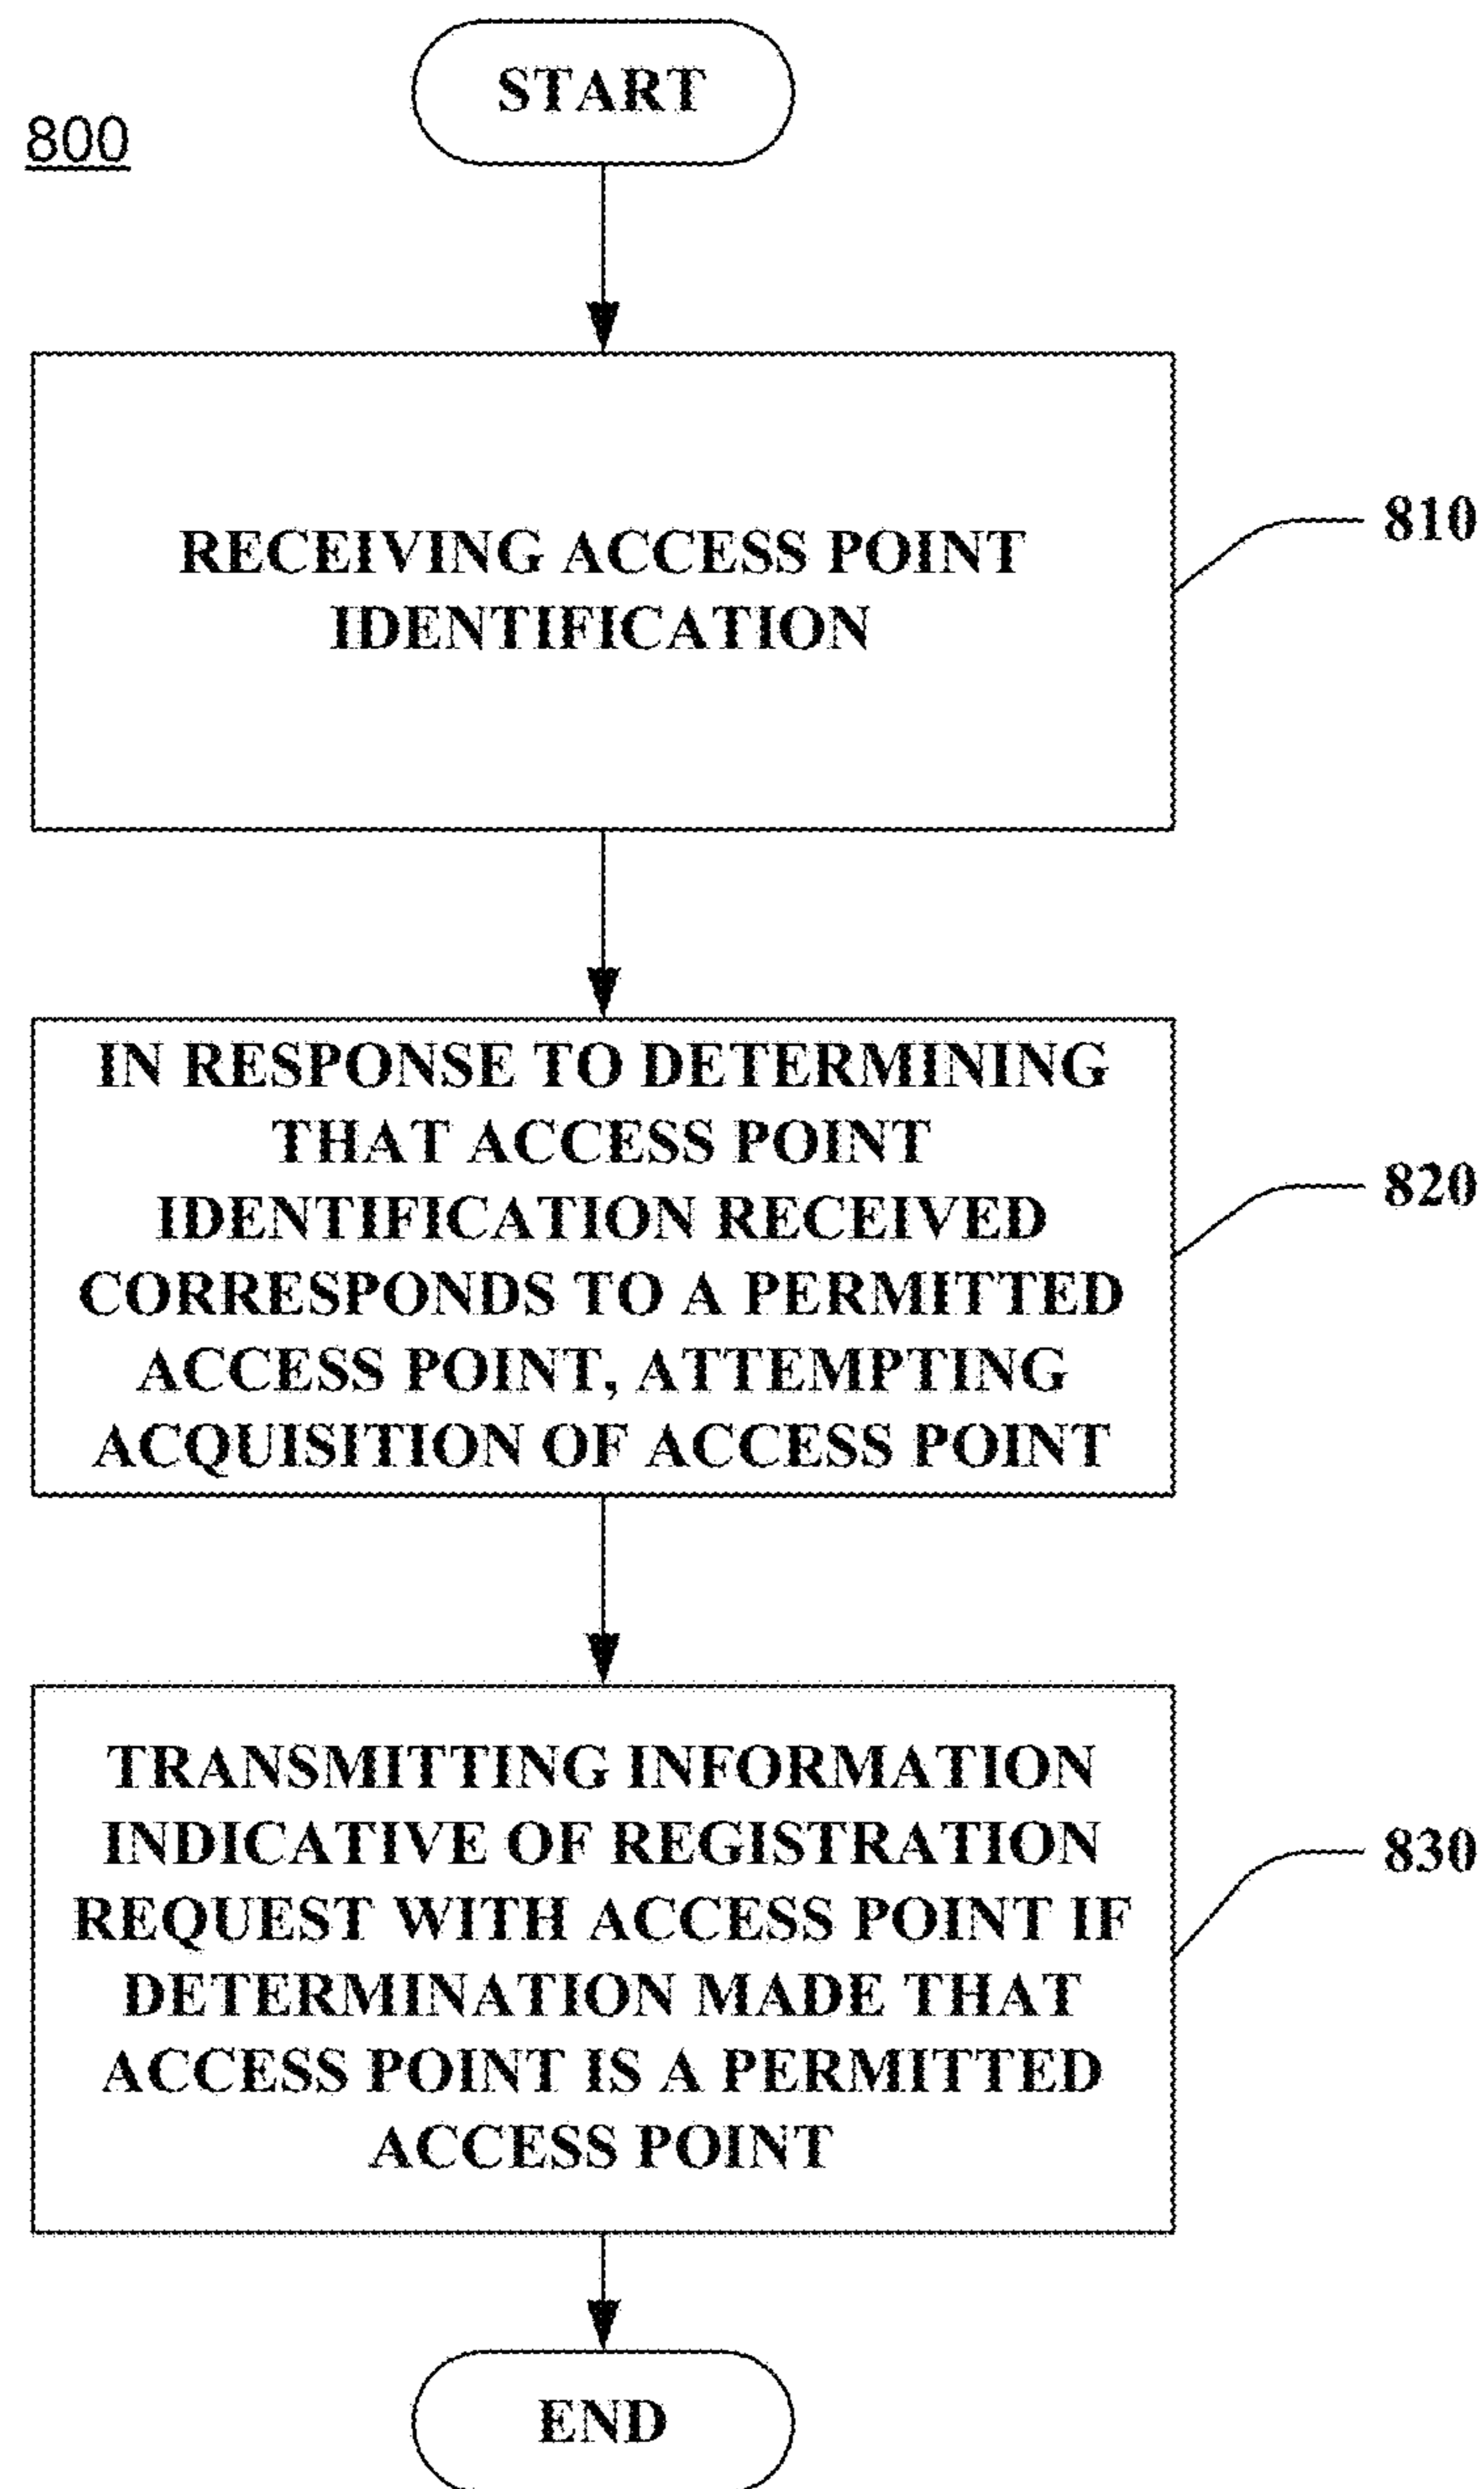 START
800
RECEIVING ACCESS POINT
IDENTIFICATION
810
IN RESPONSE TO DETERMINING
THAT ACCESS POINT
IDENTIFICATION RECEIVED
CORRESPONDS TO A PERMITTED
ACCESS POINT, ATTEMPTING
ACQUISITION OF ACCESS POINT
820
TRANSMITTING INFORMATION
INDICATIVE OF REGISTRATION
REQUEST WITH ACCESS POINT IF
DETERMINATION MADE THAT
ACCESS POINT IS A PERMITTED
ACCESS POINT
830
END